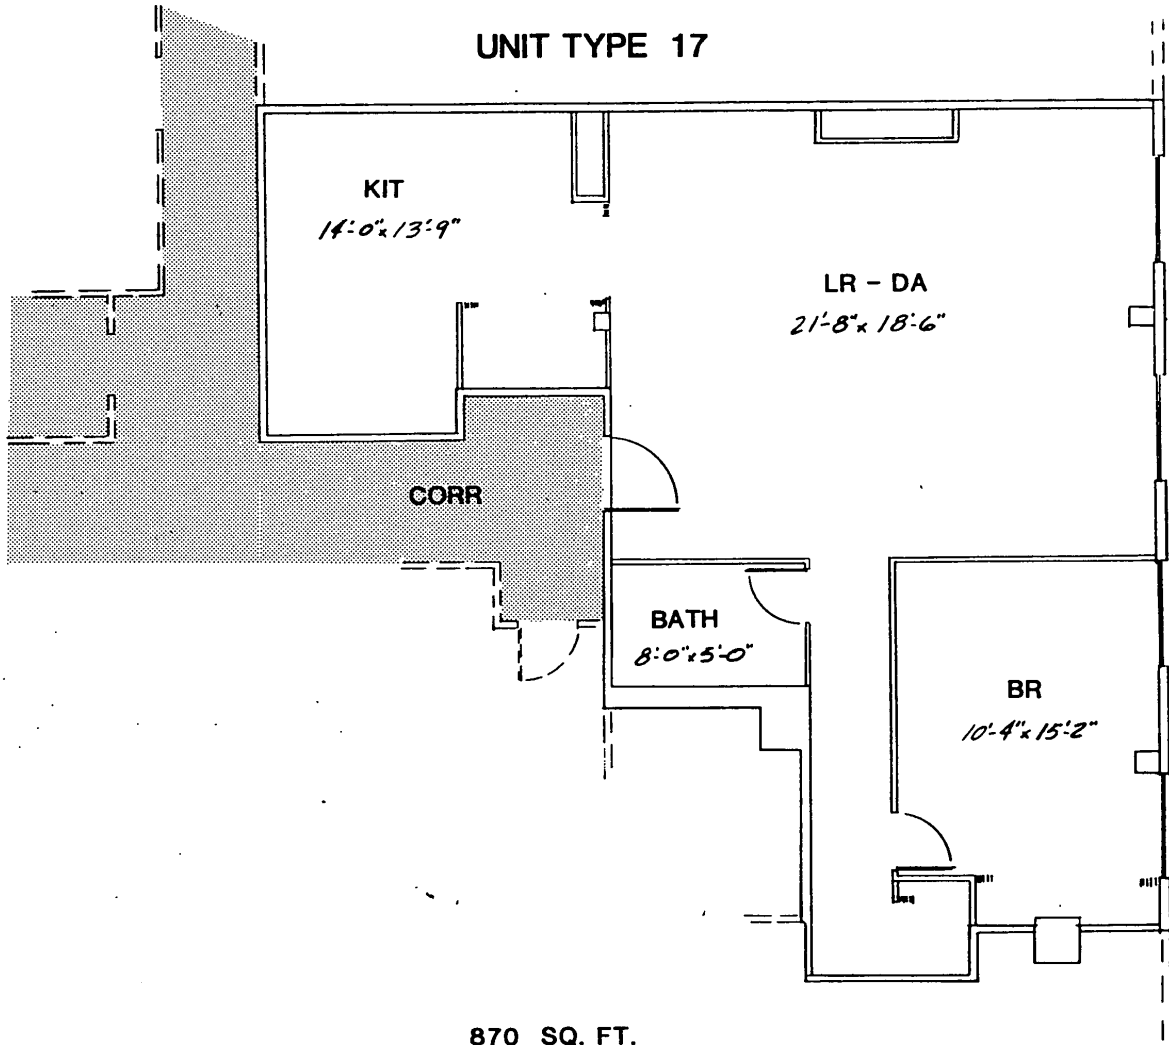 UNIT TYPE 17
KIT
14'-0" x 13'-9"
LR - DA
21'-8" x 18'-6"
CORR
BATH
8'-0" x 5'-0"
BR
10'-4" x 15'-2"
870 SQ. FT.